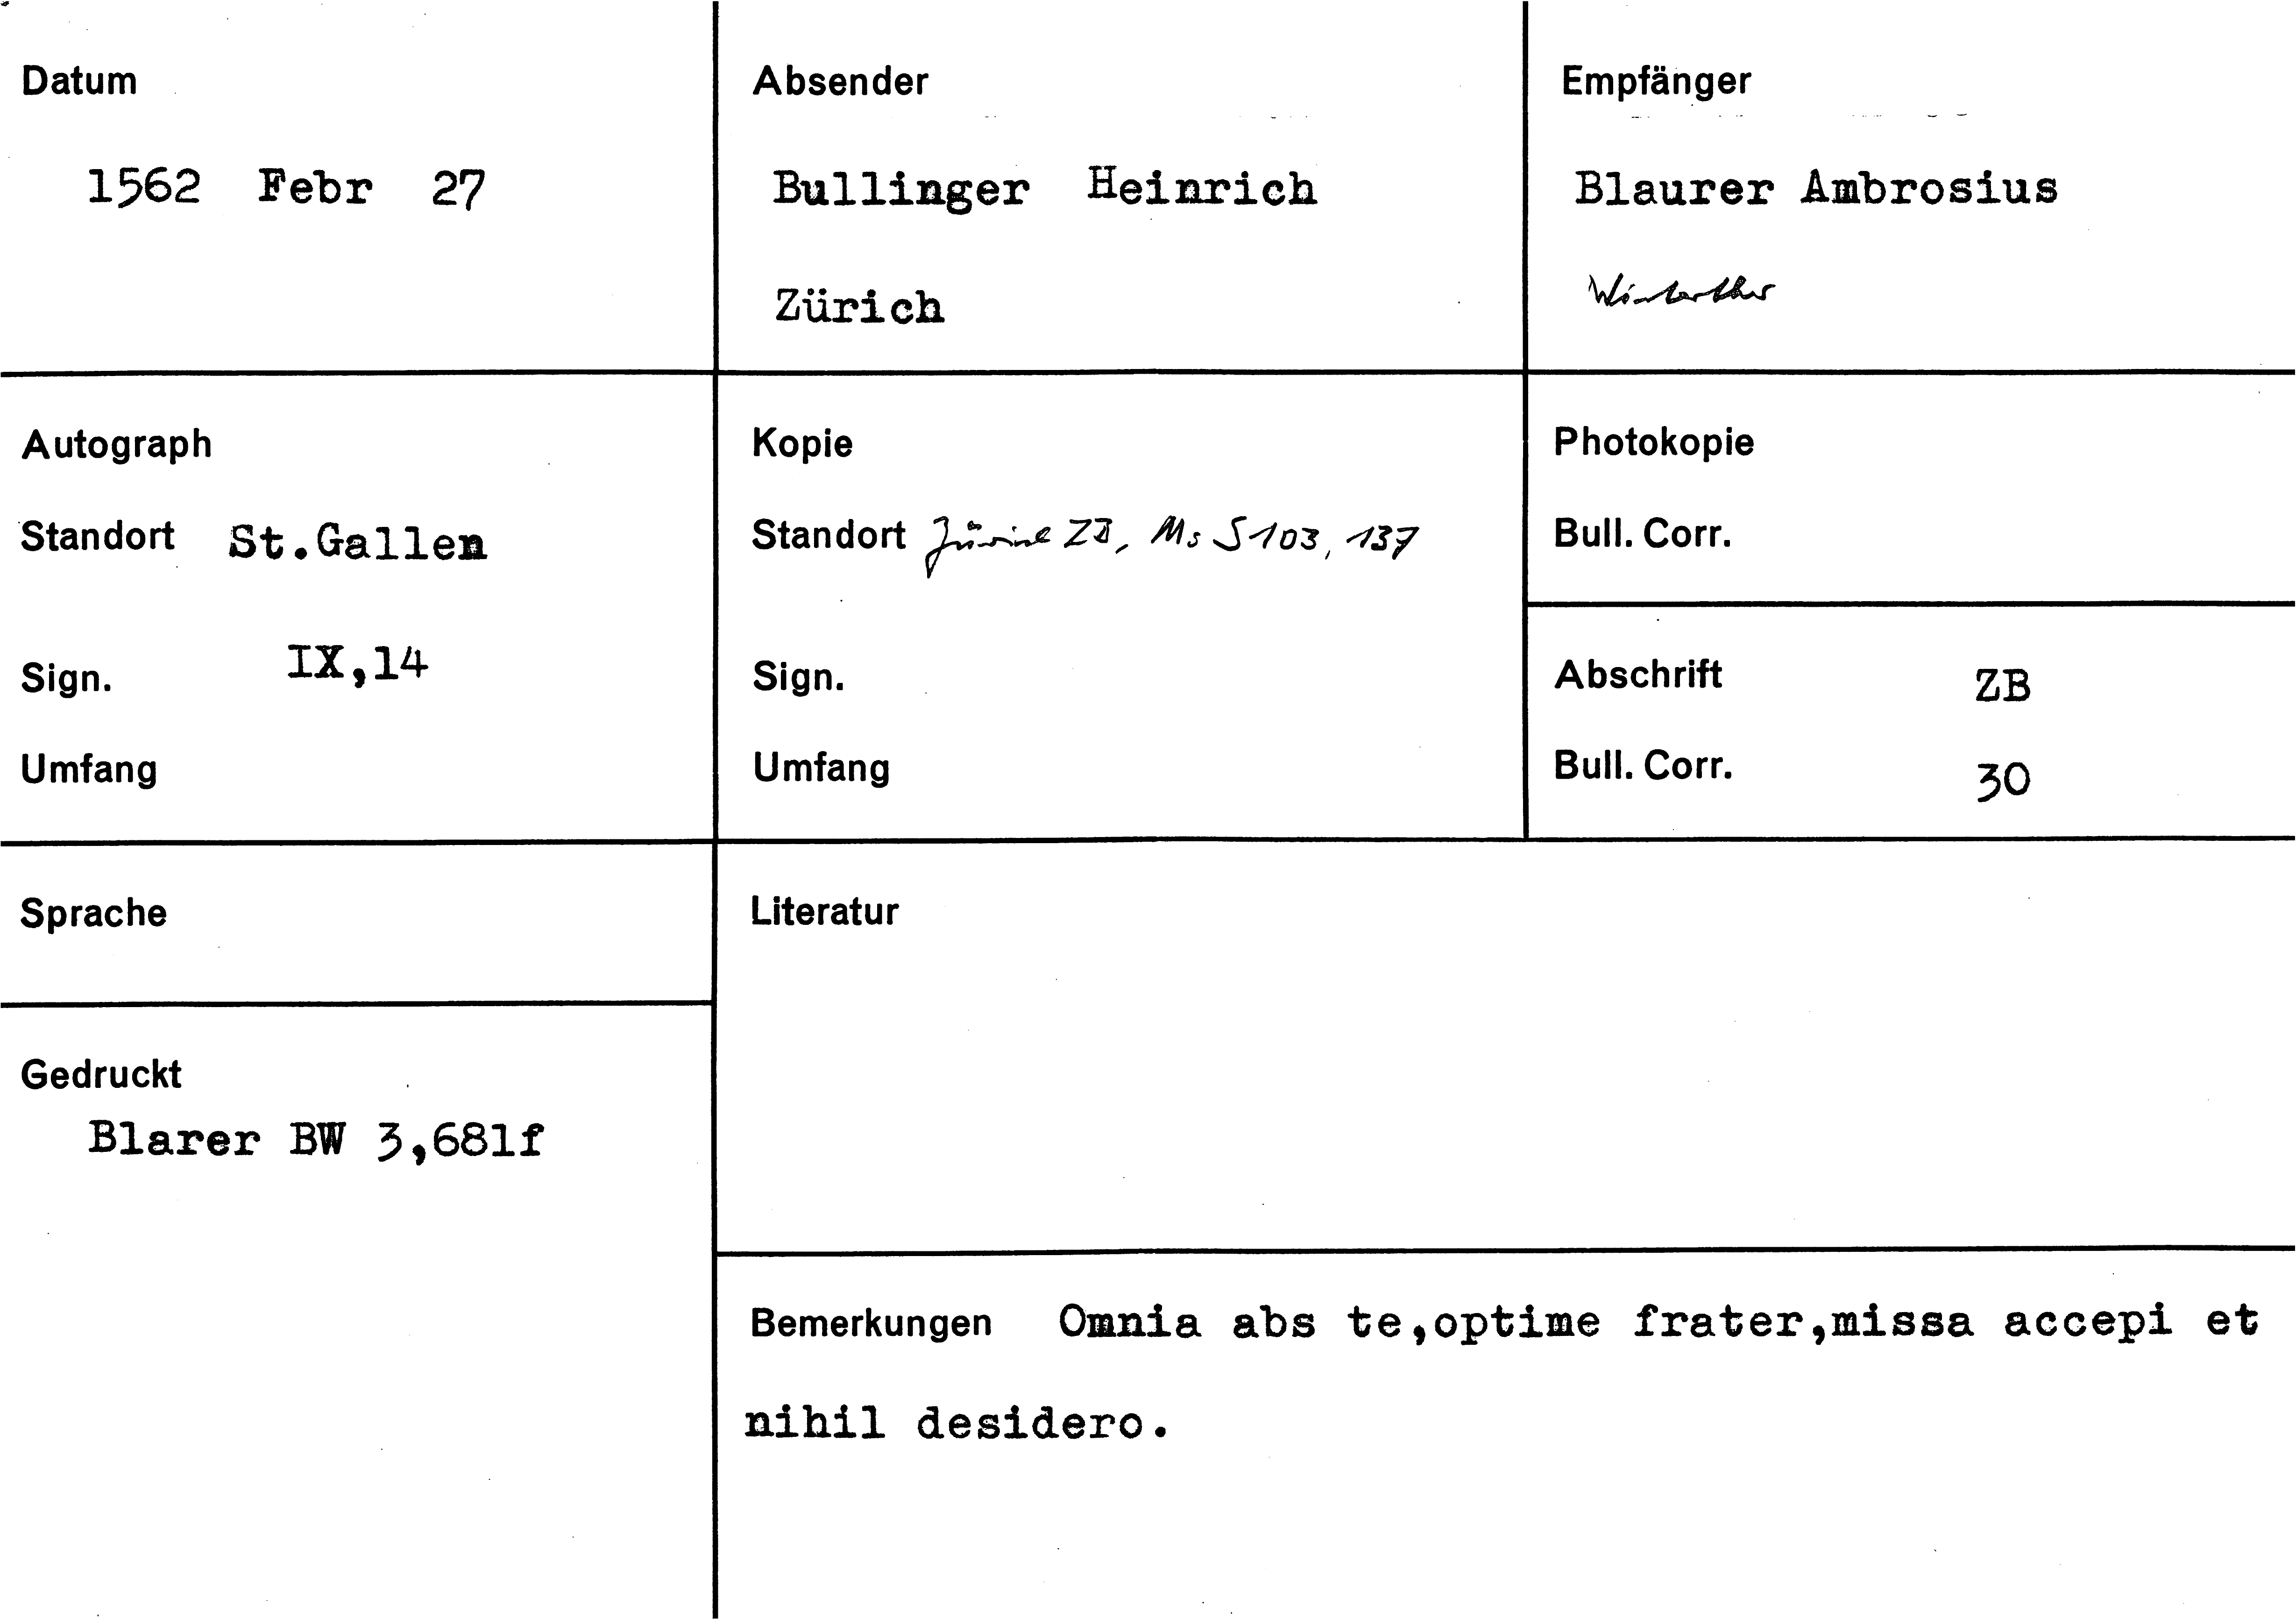 Datum
1562 Febr 27
Absender
Bullinger Heinrich
Zürich
Empfänger
Blaurer Ambrosius
Winterthur
Autograph
Standort St.Gallen
Sign. IX,14
Umfang
Kopie
Standort Zürich ZB, Ms S 103, 137
Sign.
Umfang
Photokopie
Bull. Corr.
Abschrift ZB
Bull. Corr. 30
Sprache
Gedruckt
Blarer BW 3,681f
Literatur
Bemerkungen Omnia abs te,optime frater,missa accepi et
nihil desidero.